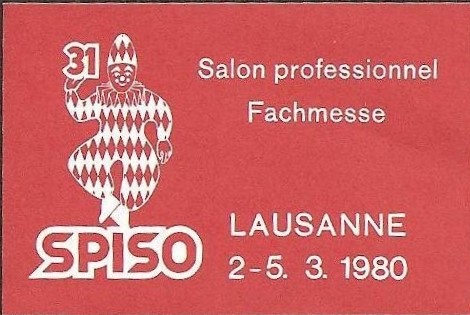 31
Salon professionnel
Fachmesse
SPISO
LAUSANNE
2-5. 3. 1980